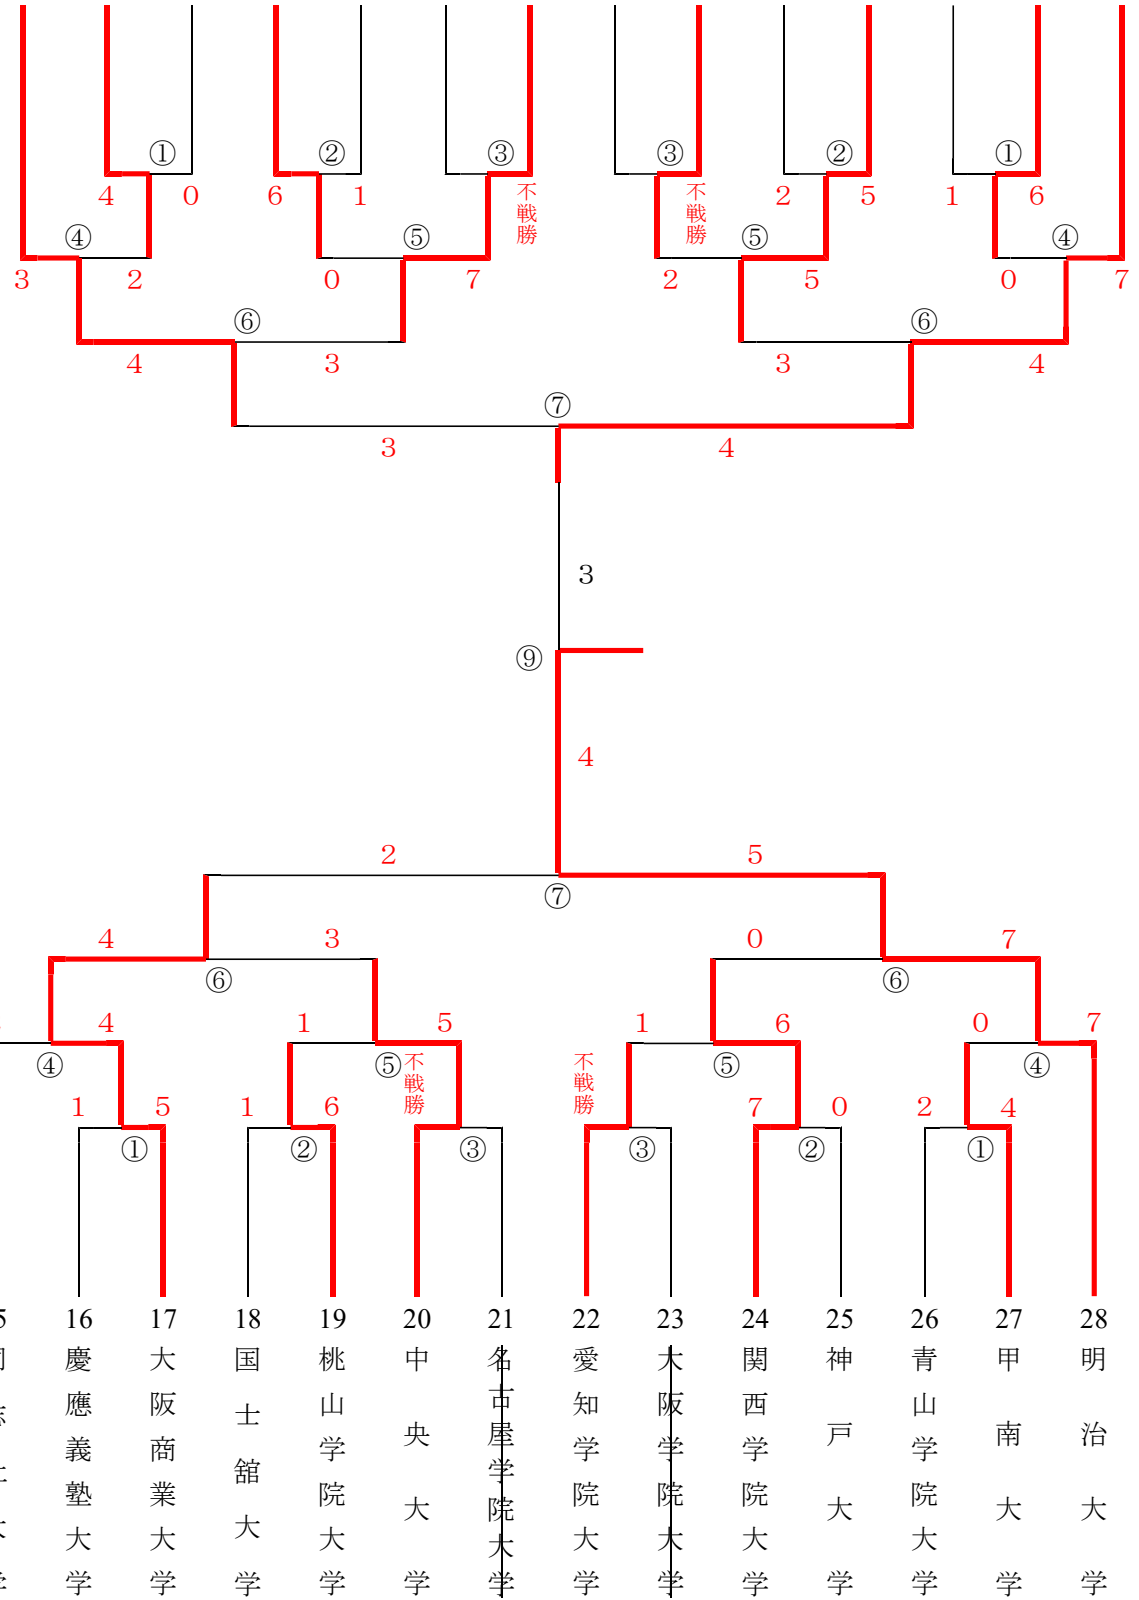 ① ② ③ ③ ② ①
4 0 6 1 不戦勝 不戦勝 2 5 1 6
④ ⑤ ⑤ ④
3 2 0 7 2 5 0 7
⑥ ⑥
4 3 3 4
⑦
3 4
3
⑨
4
2 5
⑦
4 3 0 7
⑥ ⑥
4 1 5 1 6 0 7
④ ⑤ 不戦勝 不戦勝 ⑤ ④
1 5 1 6 7 0 2 4
① ② ③ ③ ② ①
16 慶應義塾大学
17 大阪商業大学
18 国士舘大学
19 桃山学院大学
20 中央大学
21 名古屋学院大学
22 愛知学院大学
23 大阪学院大学
24 関西学院大学
25 神戸大学
26 青山学院大学
27 甲南大学
28 明治大学